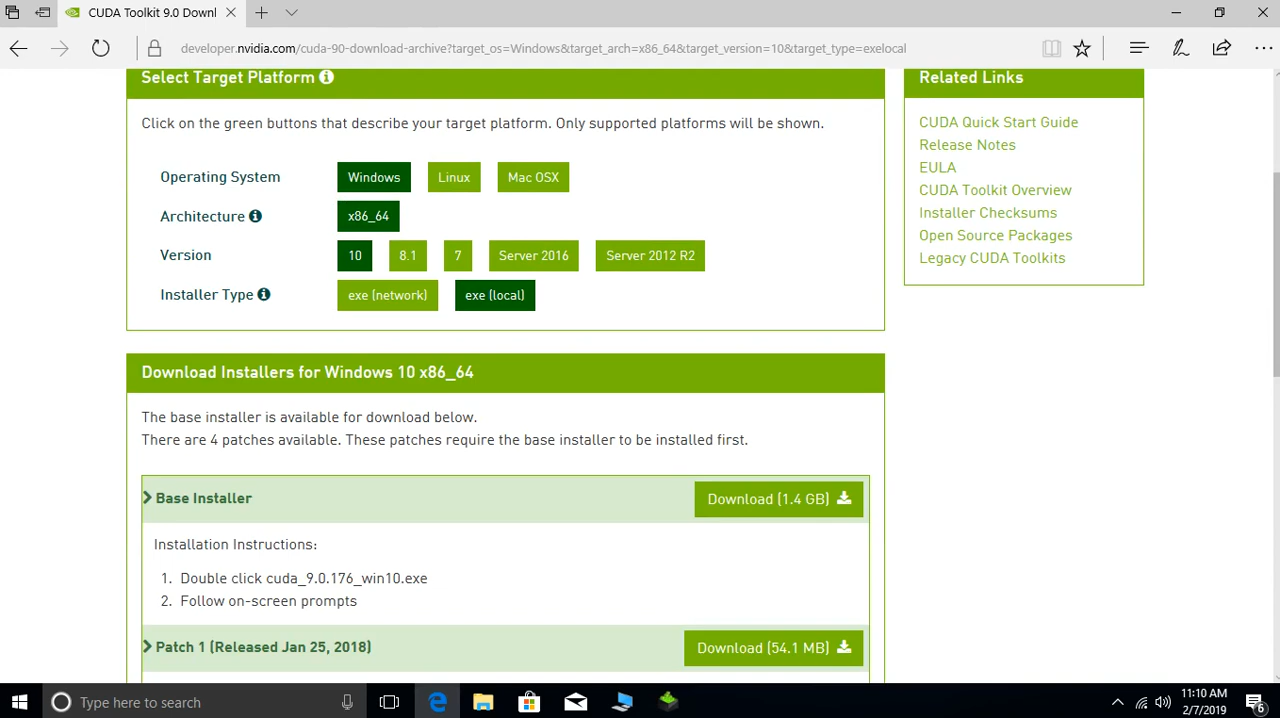 CUDA Toolkit 9.0 Downl
developer.nvidia.com/cuda-90-download-archive?target_os=Windows&target_arch=x86_64&target_version=10&target_type=exelocal
Select Target Platform
Related Links
Click on the green buttons that describe your target platform. Only supported platforms will be shown.
CUDA Quick Start Guide
Release Notes
EULA
CUDA Toolkit Overview
Installer Checksums
Open Source Packages
Legacy CUDA Toolkits
Operating System Windows Linux Mac OSX
Architecture x86_64
Version 10 8.1 7 Server 2016 Server 2012 R2
Installer Type exe (network) exe (local)
Download Installers for Windows 10 x86_64
The base installer is available for download below.
There are 4 patches available. These patches require the base installer to be installed first.
Base Installer Download (1.4 GB)
Installation Instructions:
1. Double click cuda_9.0.176_win10.exe
2. Follow on-screen prompts
Patch 1 (Released Jan 25, 2018) Download (54.1 MB)
Type here to search
11:10 AM
2/7/2019
6